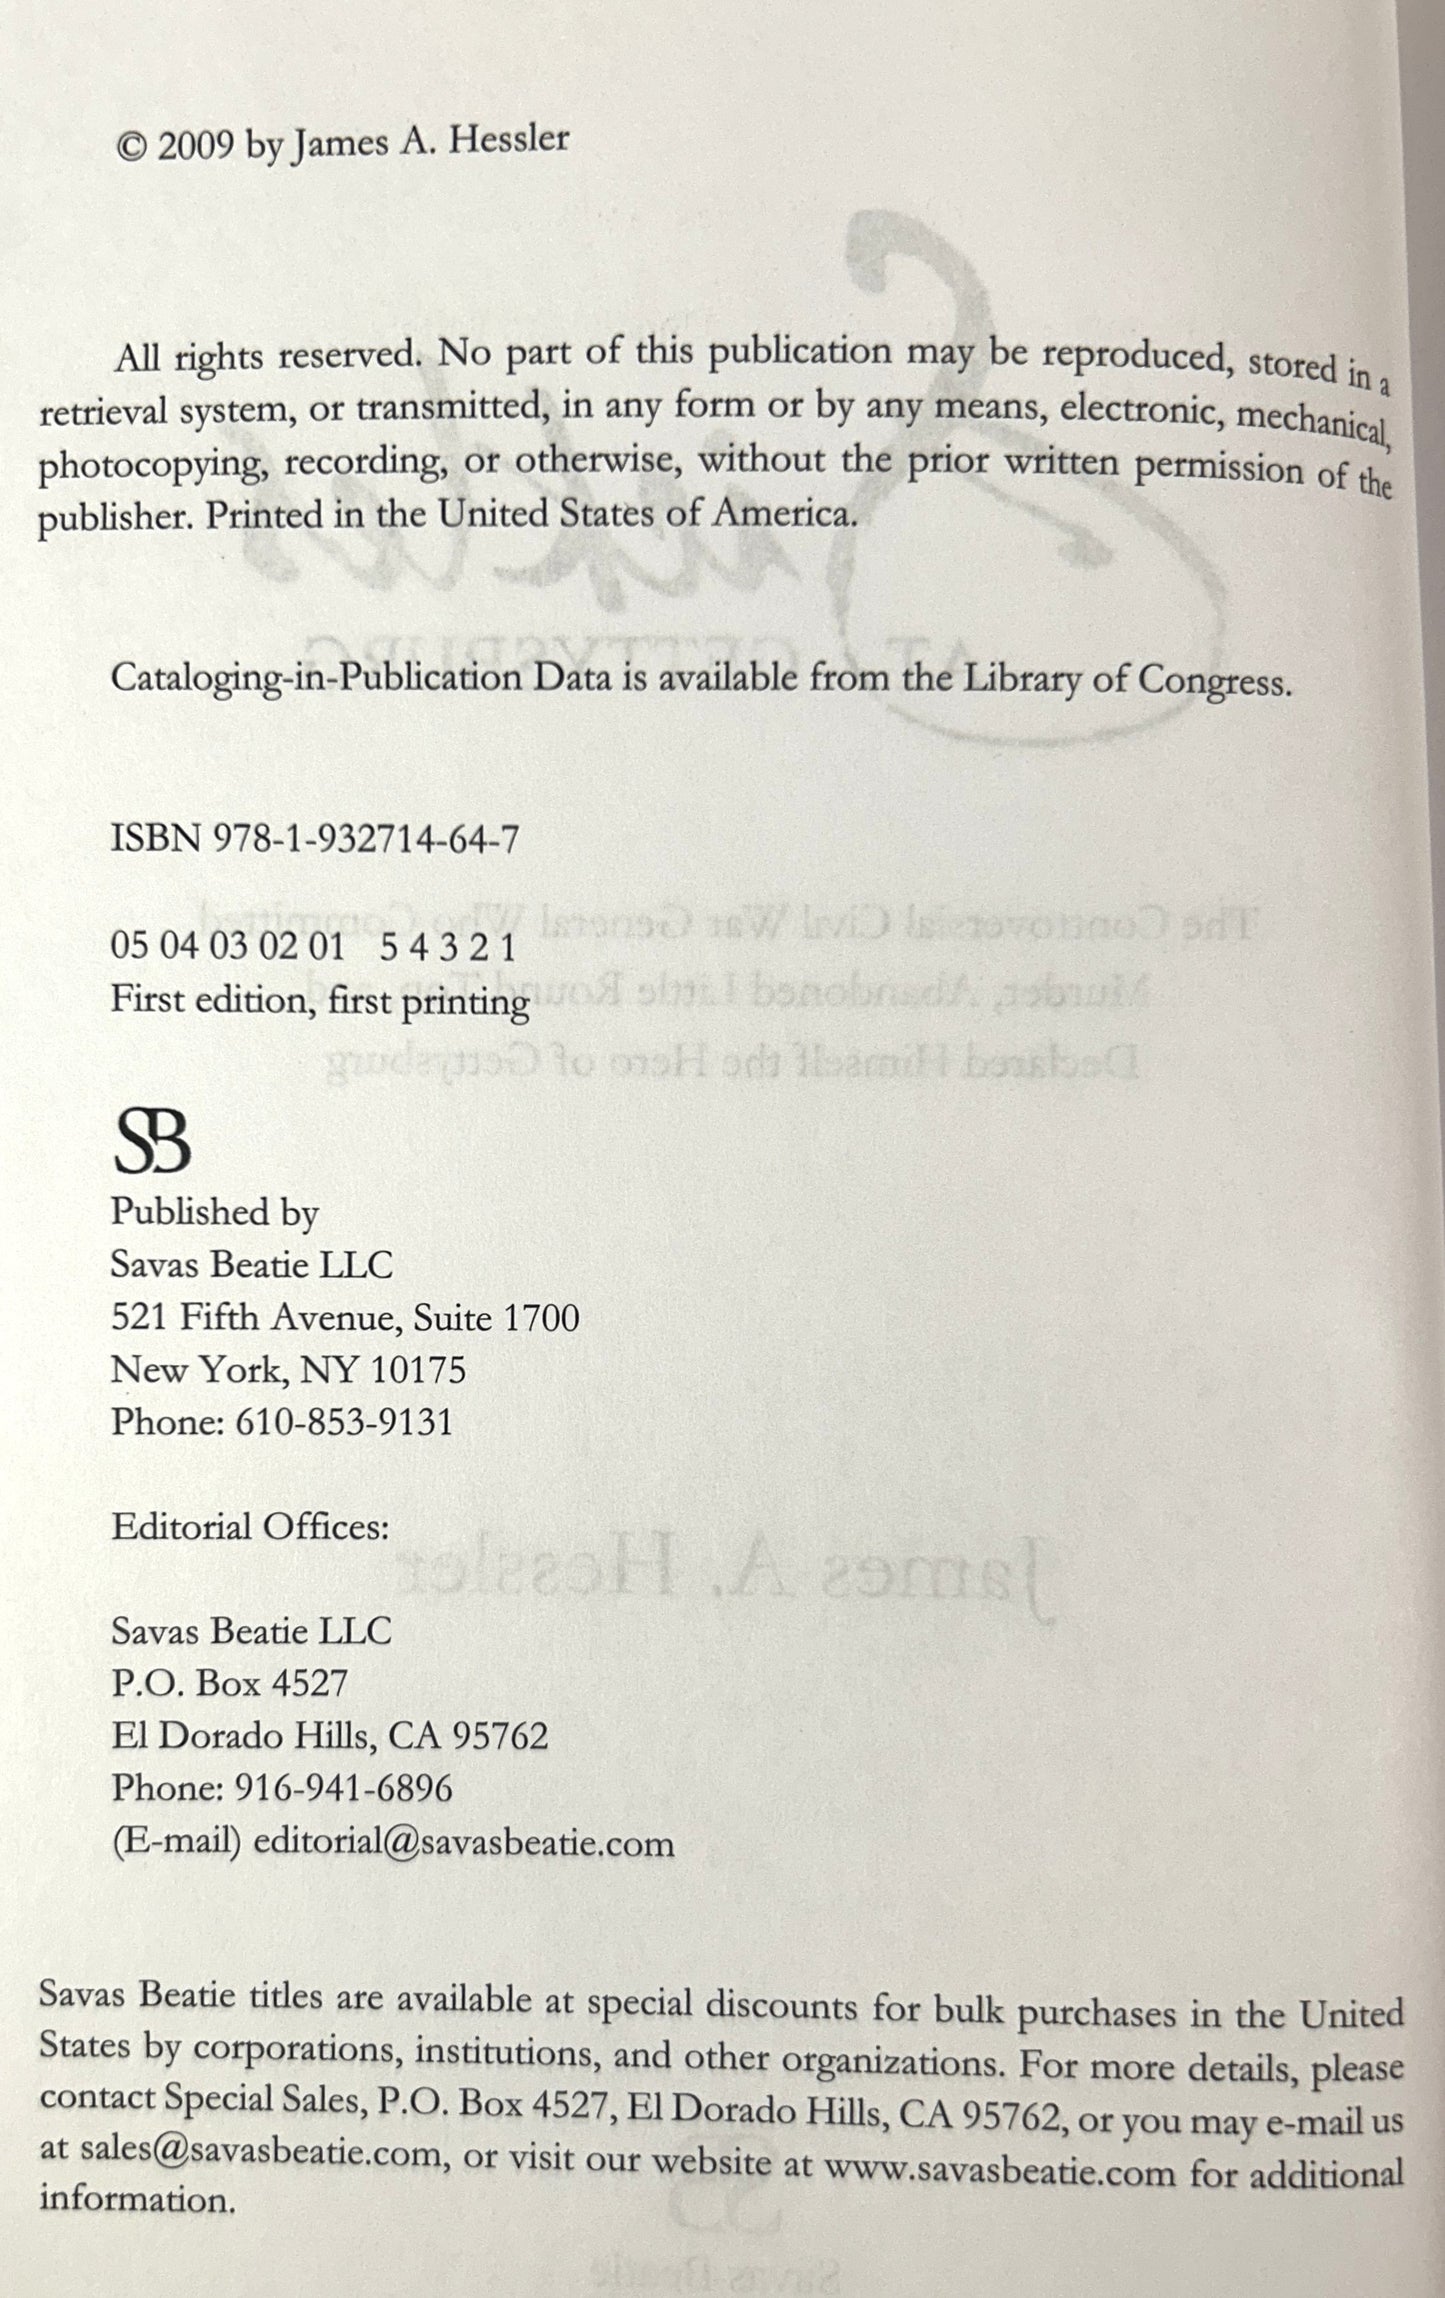 © 2009 by James A. Hessler
All rights reserved. No part of this publication may be reproduced, stored in a
retrieval system, or transmitted, in any form or by any means, electronic, mechanical,
photocopying, recording, or otherwise, without the prior written permission of the
publisher. Printed in the United States of America.
Cataloging-in-Publication Data is available from the Library of Congress.
ISBN 978-1-932714-64-7
05 04 03 02 01 5 4 3 2 1
First edition, first printing
SB
Published by
Savas Beatie LLC
521 Fifth Avenue, Suite 1700
New York, NY 10175
Phone: 610-853-9131
Editorial Offices:
Savas Beatie LLC
P.O. Box 4527
El Dorado Hills, CA 95762
Phone: 916-941-6896
(E-mail) editorial@savasbeatie.com
Savas Beatie titles are available at special discounts for bulk purchases in the United
States by corporations, institutions, and other organizations. For more details, please
contact Special Sales, P.O. Box 4527, El Dorado Hills, CA 95762, or you may e-mail us
at sales@savasbeatie.com, or visit our website at www.savasbeatie.com for additional
information.